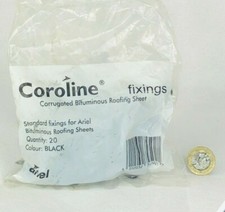 Coroline® fixings
Corrugated Bituminous Roofing Sheet
Standard fixings for Ariel
Bituminous Roofing Sheets
Quantity: 20
Colour: BLACK
ariel